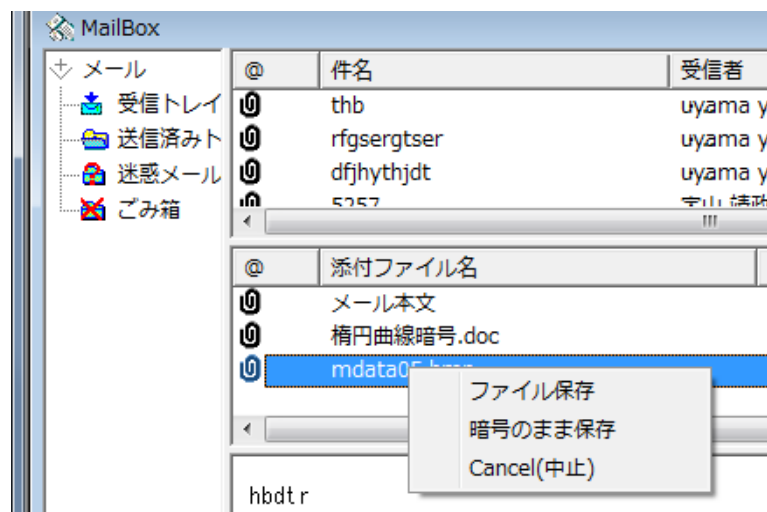 MailBox
メール
受信トレイ
送信済みト
迷惑メール
ごみ箱
@ 件名 受信者
thb uyama y
rfgsergtser uyama y
dfjhythjdt uyama y
5257
@ 添付ファイル名
メール本文
楕円曲線暗号.doc
ファイル保存
暗号のまま保存
Cancel(中止)
hbdt r